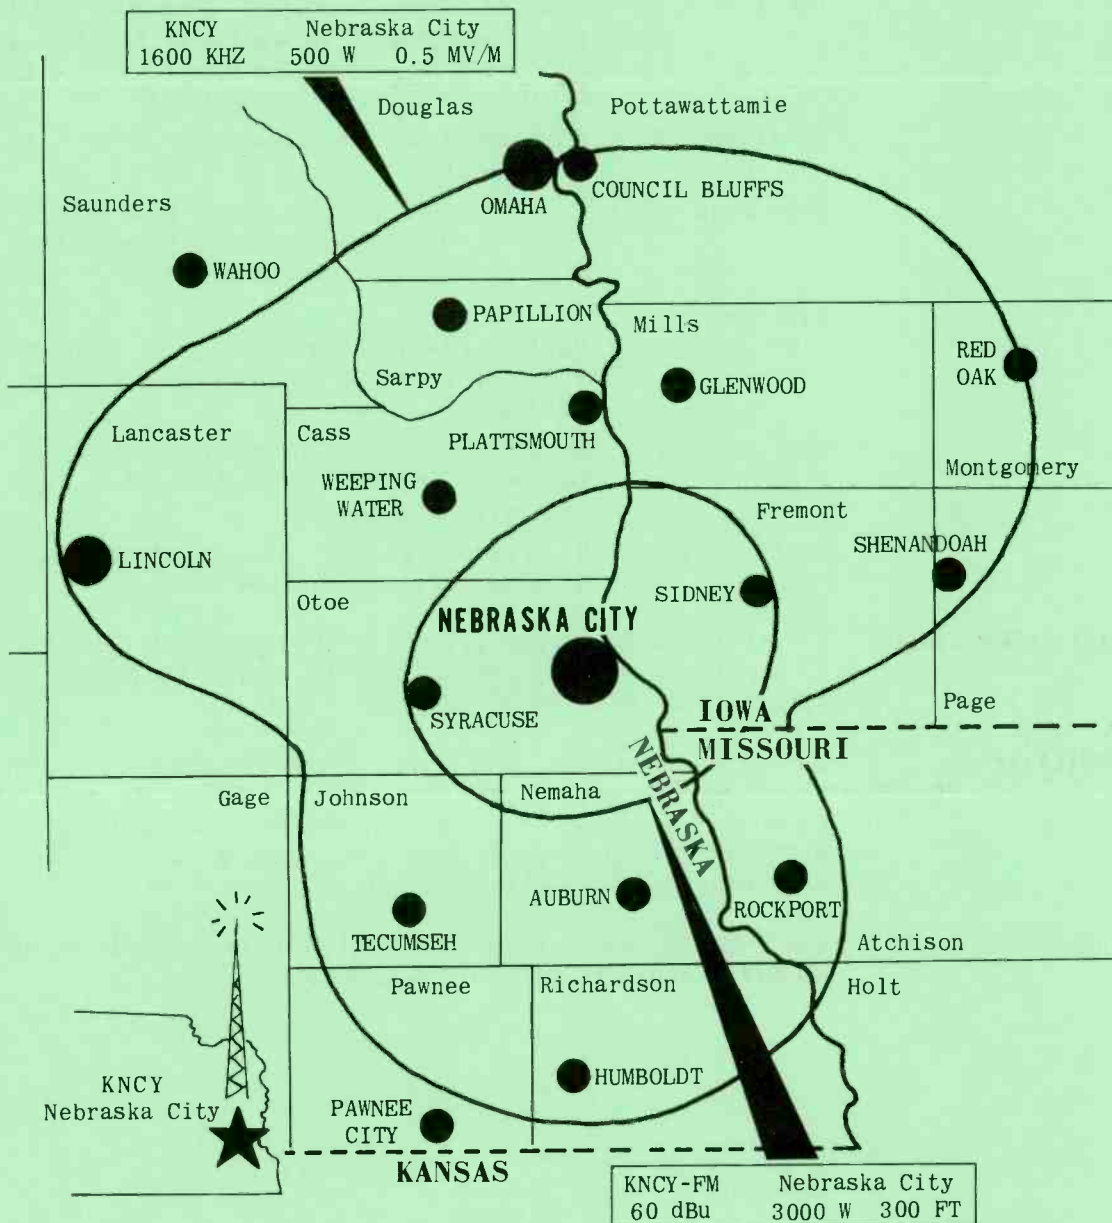 KNCY Nebraska City
1600 KHZ 500 W 0.5 MV/M
Douglas
Pottawattamie
Saunders
OMAHA
COUNCIL BLUFFS
WAHOO
PAPILLION
Mills
RED
OAK
Sarpy
GLENWOOD
Lancaster
Cass
PLATTSMOUTH
Montgomery
WEEPING
WATER
Fremont
SHENANDOAH
LINCOLN
Otoe
SIDNEY
NEBRASKA CITY
SYRACUSE
Page
IOWA
MISSOURI
NEBRASKA
Gage
Johnson
Nemaha
AUBURN
ROCKPORT
TECUMSEH
Atchison
Pawnee
Richardson
Holt
HUMBOLDT
KNCY
Nebraska City
PAWNEE
CITY
KANSAS
KNCY-FM Nebraska City
60 dBu 3000 W 300 FT